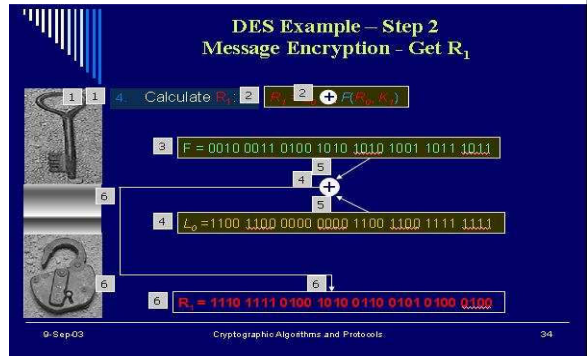 DES Example – Step 2
Message Encryption - Get R₁
1 1 4. Calculate R₁: 2 R₁ 2 ⊕ F(R₀, K₁)
3 F = 0010 0011 0100 1010 1010 1001 1011 1011
5
4
6
5
4 L₀ =1100 1100 0000 0000 1100 1100 1111 1111
6 6
6 R₁ = 1110 1111 0100 1010 0110 0101 0100 0100
9-Sep-03 Cryptographic Algorithms and Protocols 34